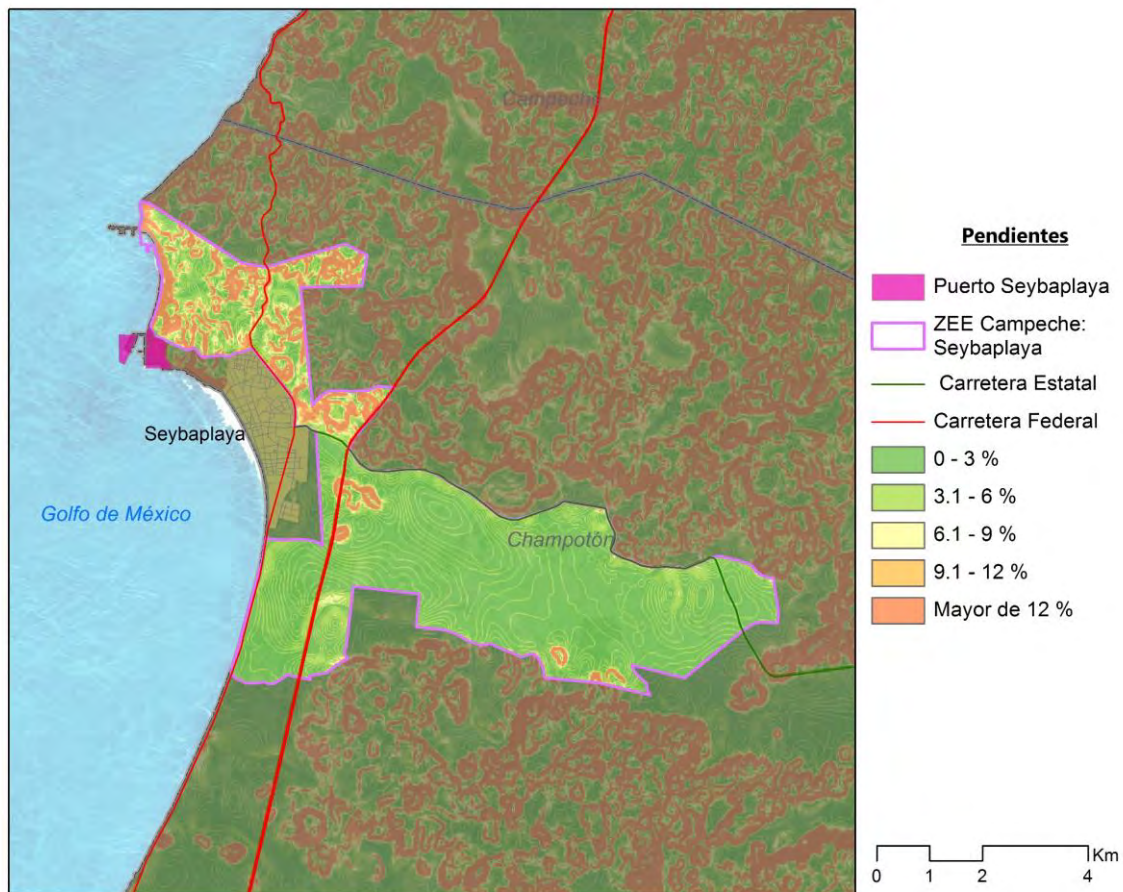 Campeche
Seybaplaya
Golfo de México
Champotón
Pendientes
Puerto Seybaplaya
ZEE Campeche:
Seybaplaya
Carretera Estatal
Carretera Federal
0 - 3 %
3.1 - 6 %
6.1 - 9 %
9.1 - 12 %
Mayor de 12 %
Km
0 1 2 4